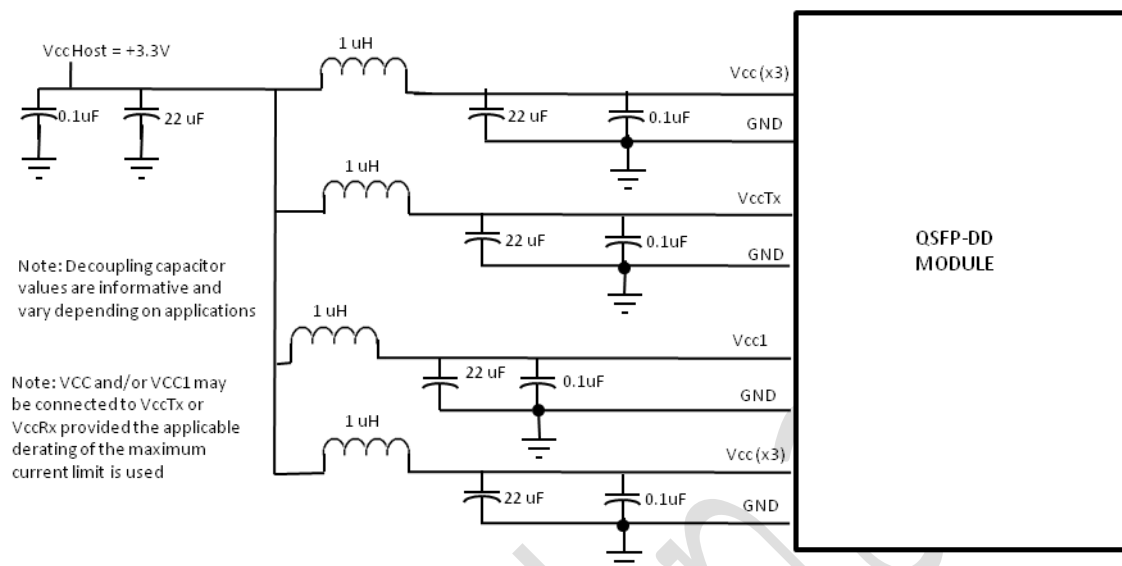 VccHost = +3.3V
1 uH
Vcc(x3)
0.1uF
22 uF
22 uF
0.1uF
GND
1 uH
VccTx
22 uF
0.1uF
GND
QSFP-DD
MODULE
Note: Decoupling capacitor
values are informative and
vary depending on applications
1 uH
Vcc1
22 uF
0.1uF
GND
Note: VCC and/or VCC1 may
be connected to VccTx or
VccRx provided the applicable
derating of the maximum
current limit is used
1 uH
Vcc(x3)
22 uF
0.1uF
GND